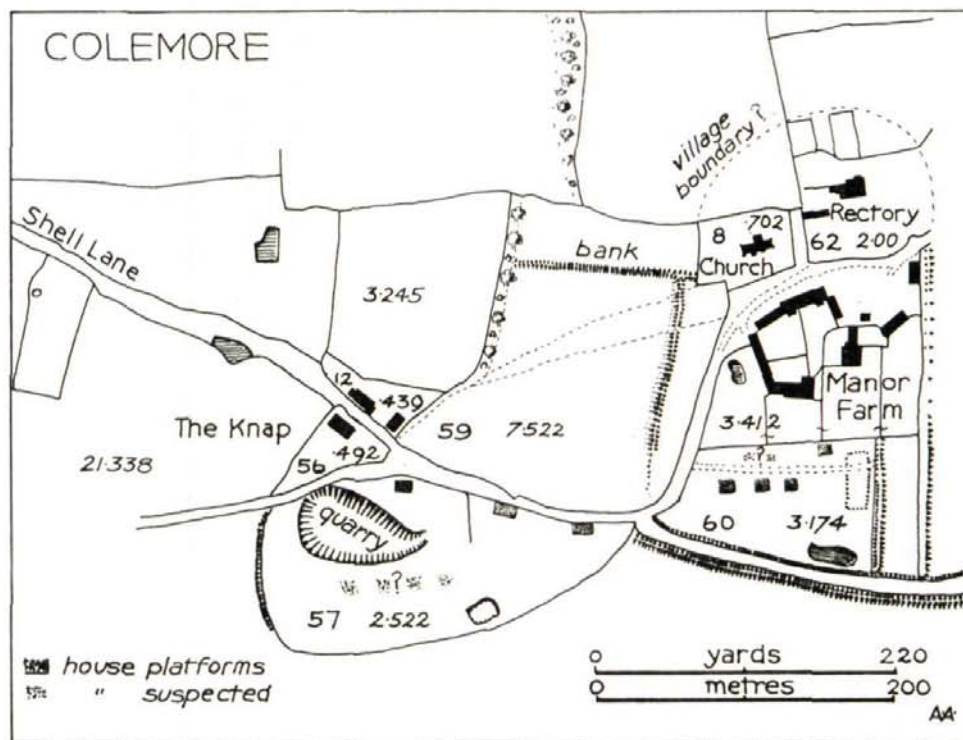 COLEMORE
village
boundary ?
Shell Lane
bank
8 .702
Church
Rectory
62 2.00
3.245
12
.439
The Knap
59 7.522
Manor
Farm
3.412
21.338
56 .492
quarry
?
60 3.174
?
57 2.522
house platforms
" suspected
0 yards 220
0 metres 200
AA